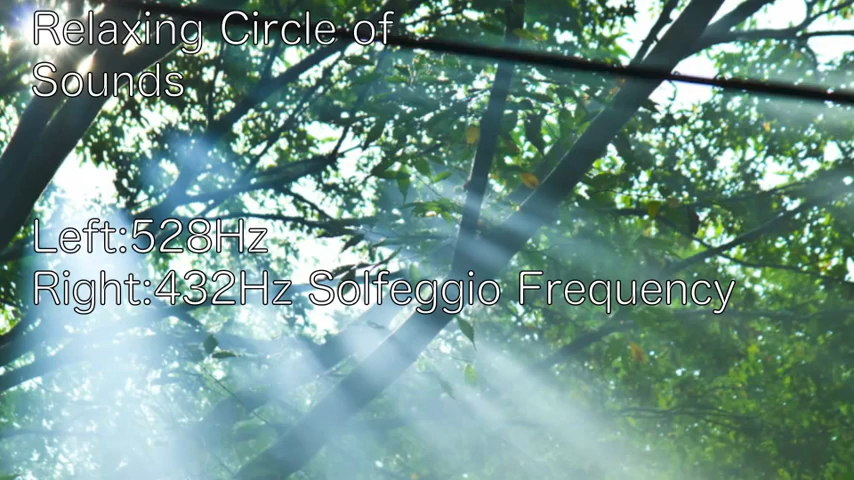 Relaxing Circle of
Sounds
Left:528Hz
Right:432Hz Solfeggio Frequency